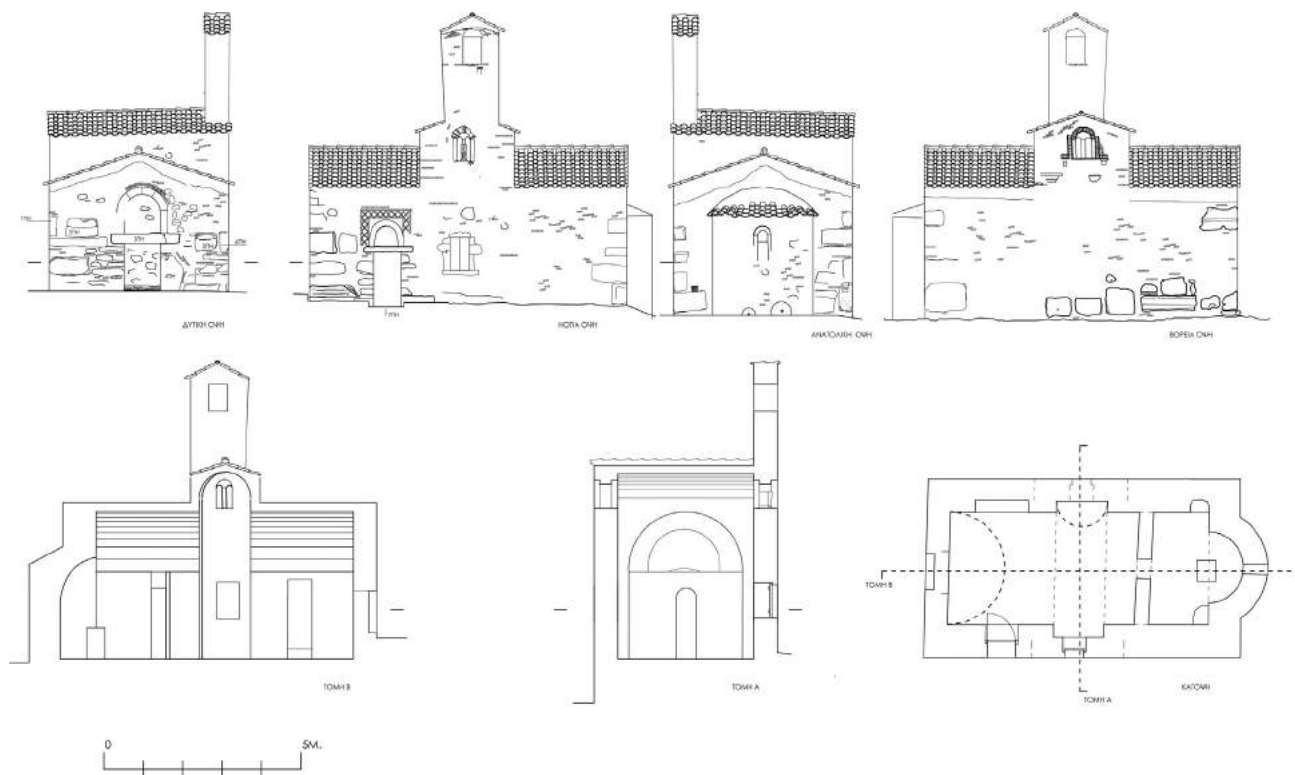 ΔΥΤΙΚΗ ΟΨΗ
ΝΟΤΙΑ ΟΨΗ
ΑΝΑΤΟΛΙΚΗ ΟΨΗ
ΒΟΡΕΙΑ ΟΨΗ
ΤΟΜΗ Β
ΤΟΜΗ Α
ΤΟΜΗ Β
ΤΟΜΗ Α
ΚΑΤΟΨΗ
0 5Μ.